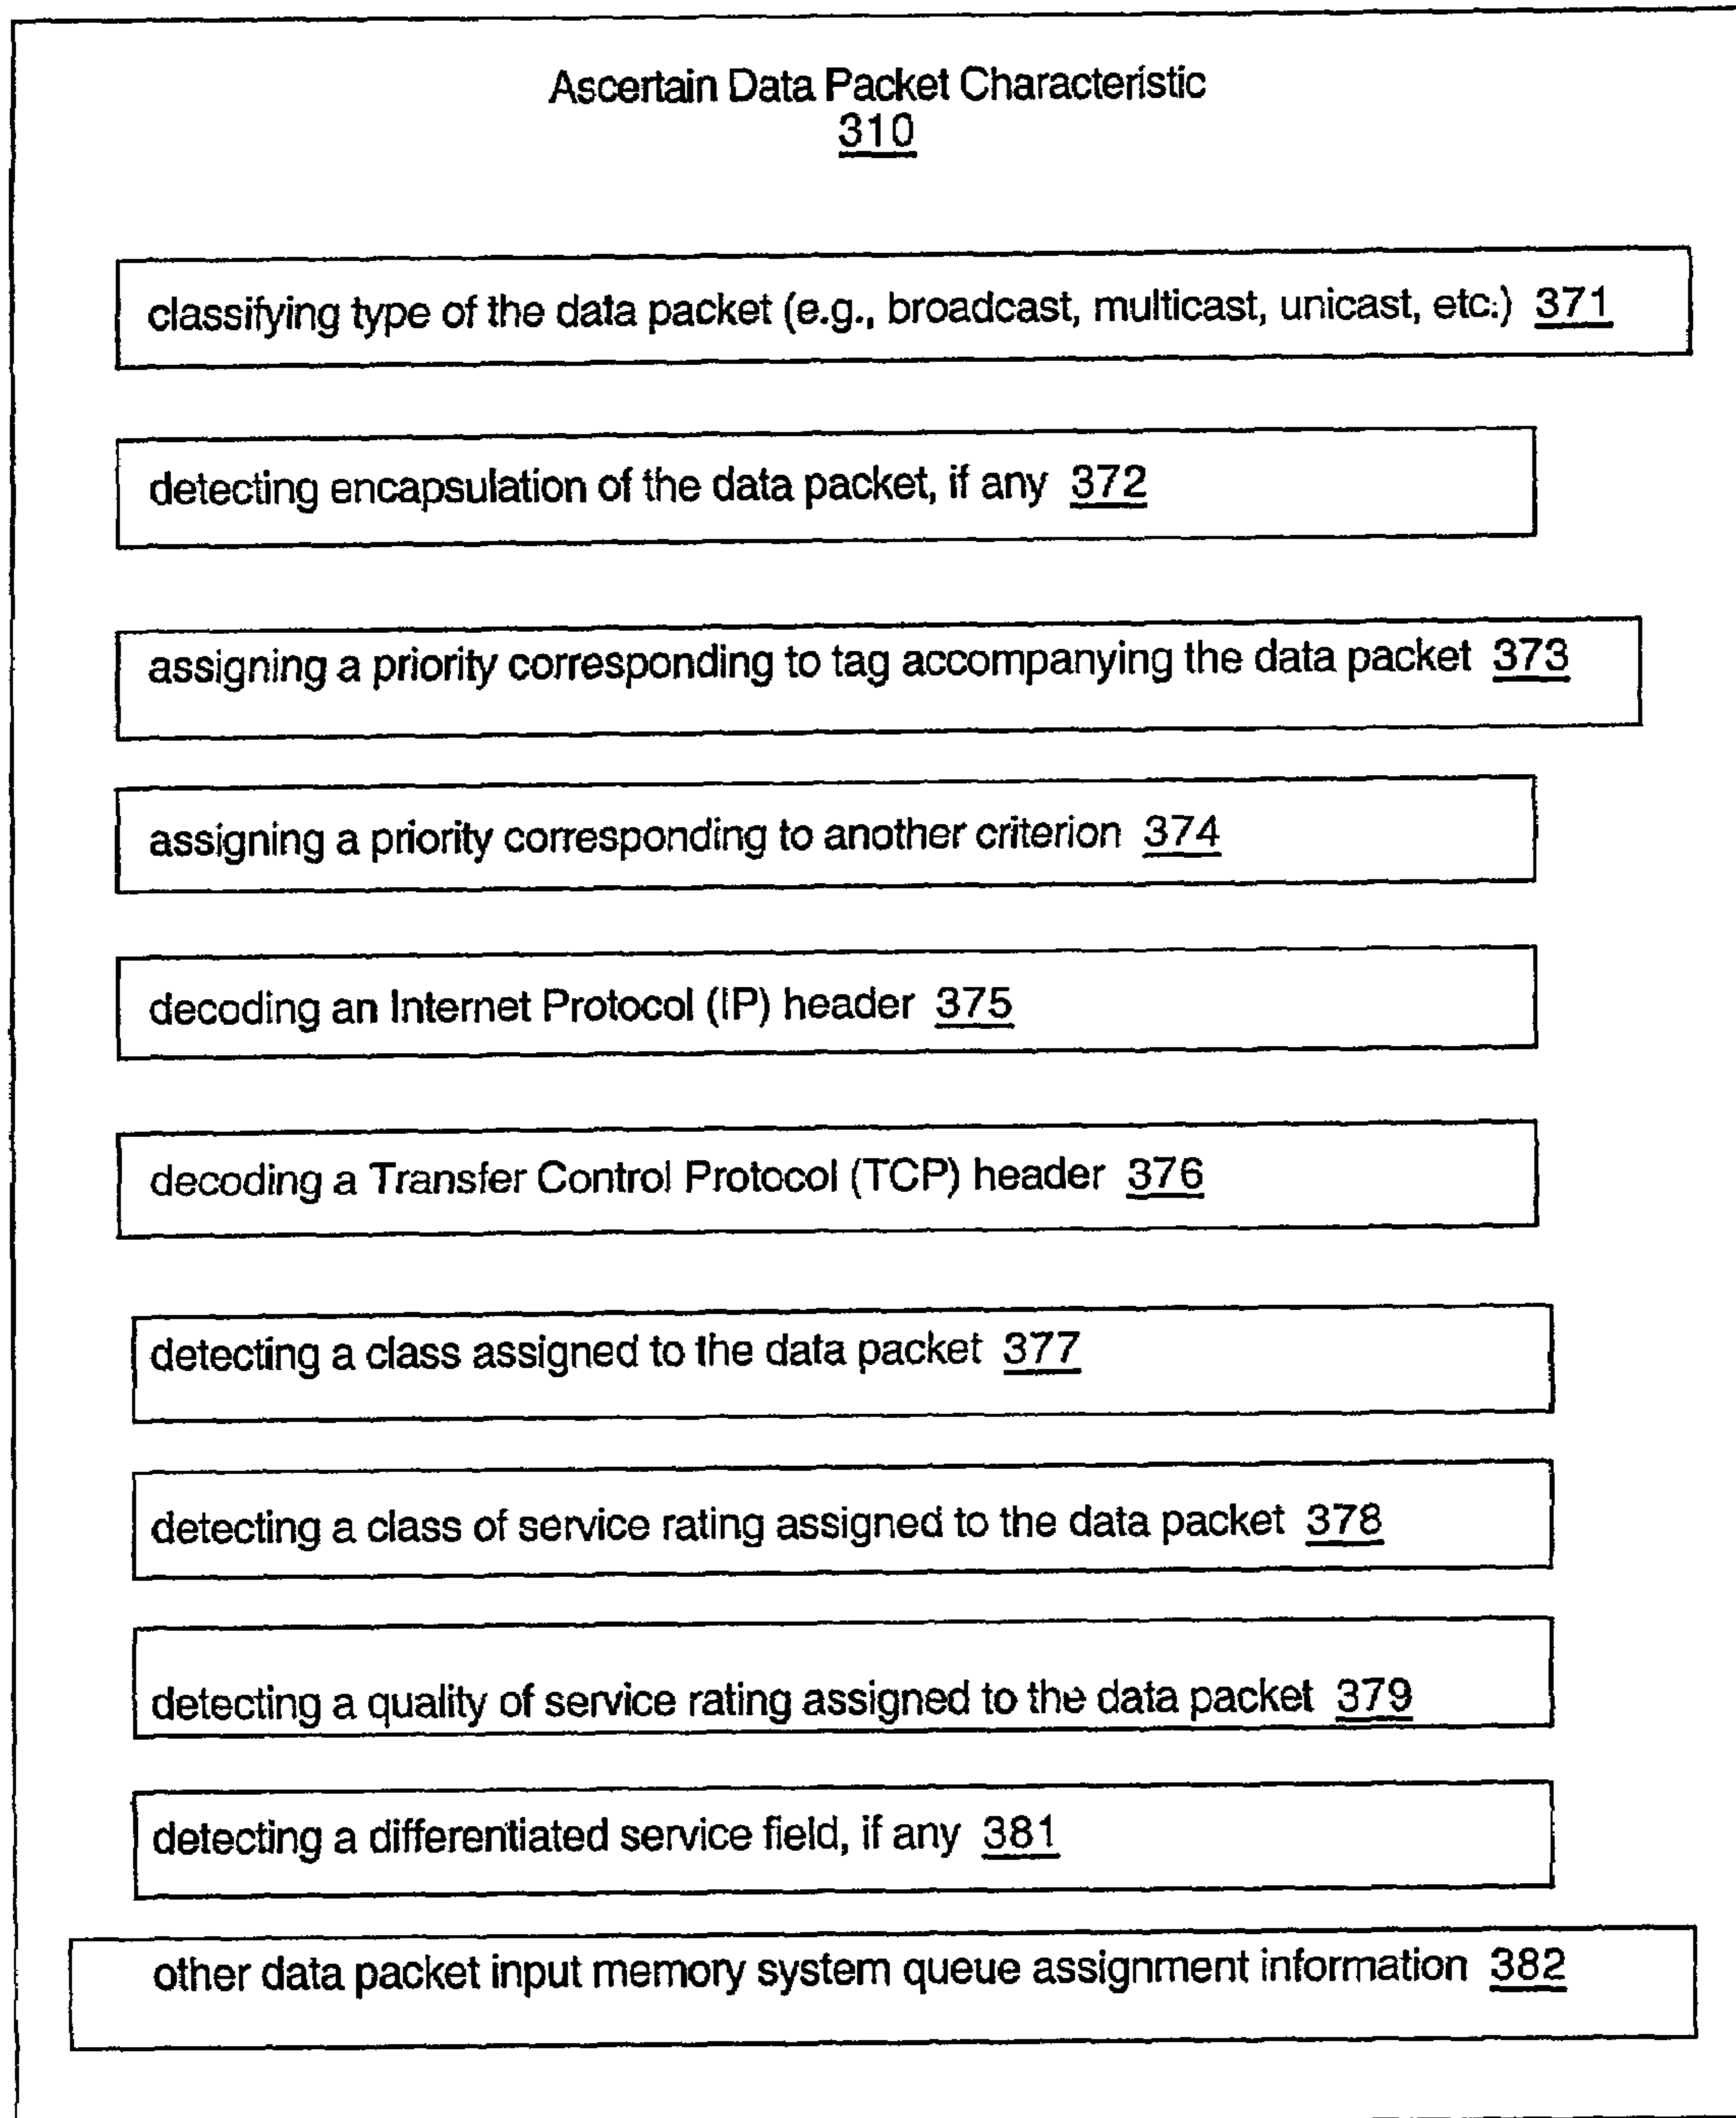 Ascertain Data Packet Characteristic
310
classifying type of the data packet (e.g., broadcast, multicast, unicast, etc.) 371
detecting encapsulation of the data packet, if any 372
assigning a priority corresponding to tag accompanying the data packet 373
assigning a priority corresponding to another criterion 374
decoding an Internet Protocol (IP) header 375
decoding a Transfer Control Protocol (TCP) header 376
detecting a class assigned to the data packet 377
detecting a class of service rating assigned to the data packet 378
detecting a quality of service rating assigned to the data packet 379
detecting a differentiated service field, if any 381
other data packet input memory system queue assignment information 382